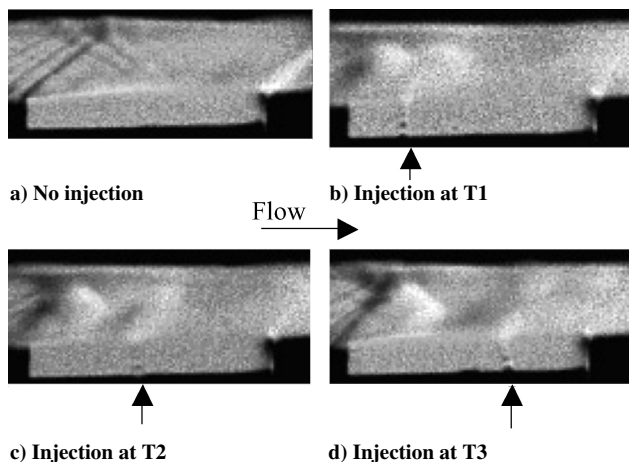 a) No injection
b) Injection at T1
Flow
c) Injection at T2
d) Injection at T3